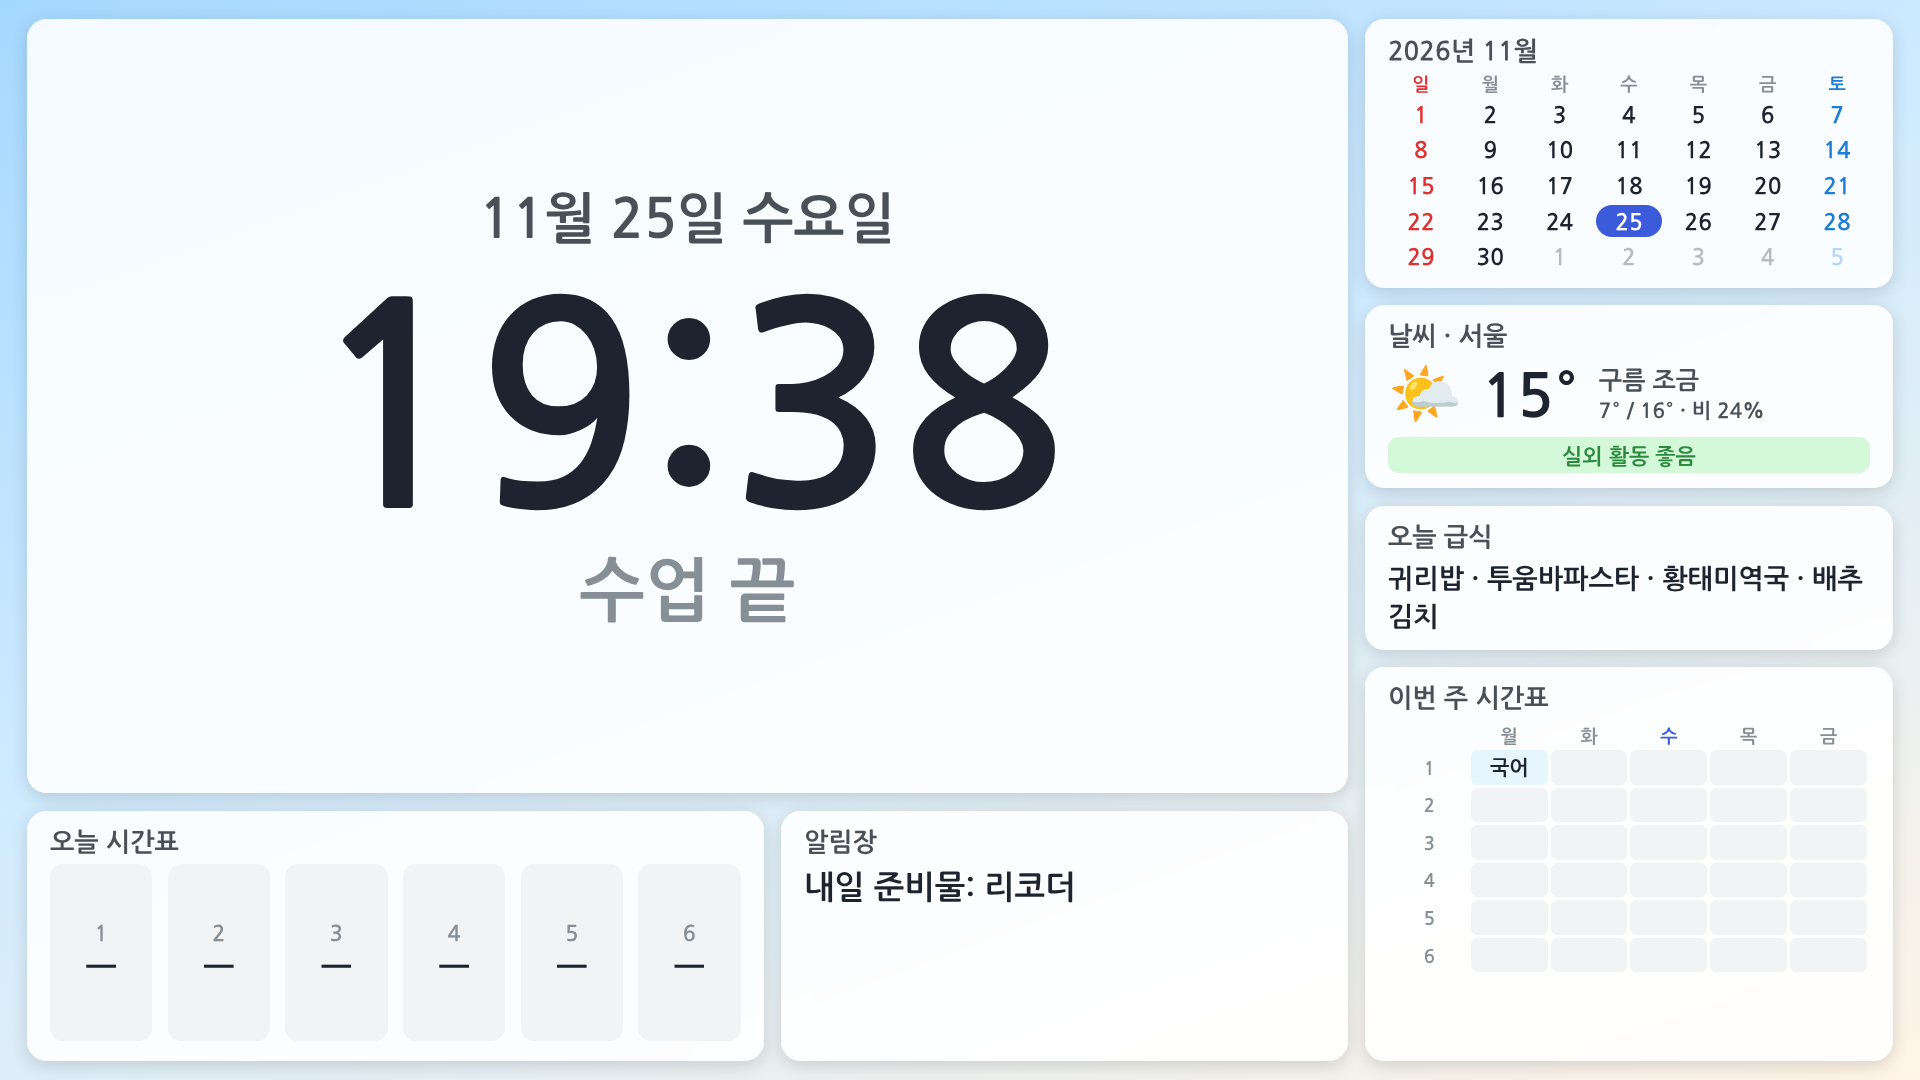 11월 25일 수요일
19:38
수업 끝
오늘 시간표
1 2 3 4 5 6
— — — — — —
알림장
내일 준비물: 리코더
2026년 11월
일 월 화 수 목 금 토
1 2 3 4 5 6 7
8 9 10 11 12 13 14
15 16 17 18 19 20 21
22 23 24 25 26 27 28
29 30 1 2 3 4 5
날씨 · 서울
15°
구름 조금
7° / 16° · 비 24%
실외 활동 좋음
오늘 급식
귀리밥 · 투움바파스타 · 황태미역국 · 배추
김치
이번 주 시간표
월 화 수 목 금
1 국어
2
3
4
5
6